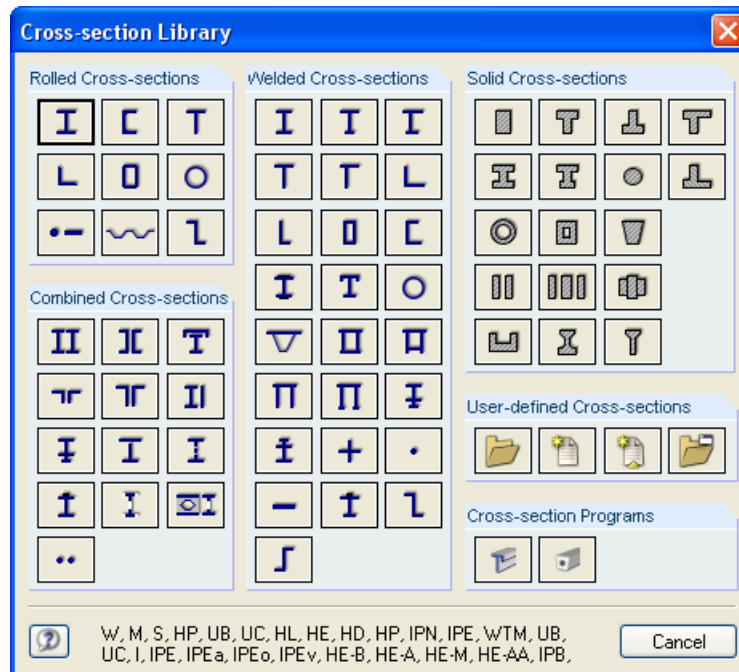 Cross-section Library
Rolled Cross-sections
Welded Cross-sections
Solid Cross-sections
Combined Cross-sections
User-defined Cross-sections
Cross-section Programs
W, M, S, HP, UB, UC, HL, HE, HD, HP, IPN, IPE, WTM, UB,
UC, I, IPE, IPEa, IPEo, IPEv, HE-B, HE-A, HE-M, HE-AA, IPB,
Cancel